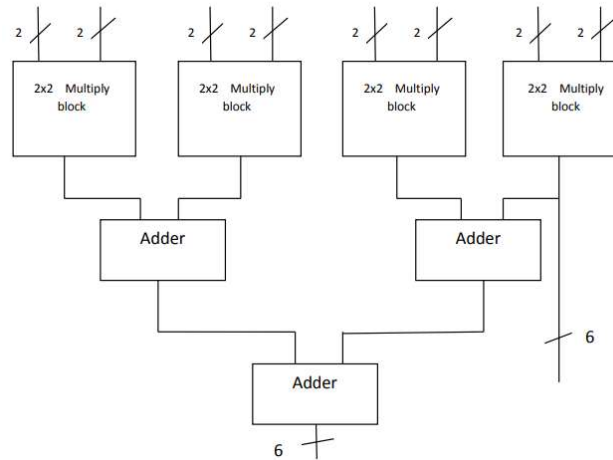 2 2 2 2 2 2 2 2
2x2 Multiply 2x2 Multiply 2x2 Multiply 2x2 Multiply
block block block block
Adder Adder
6
Adder
6